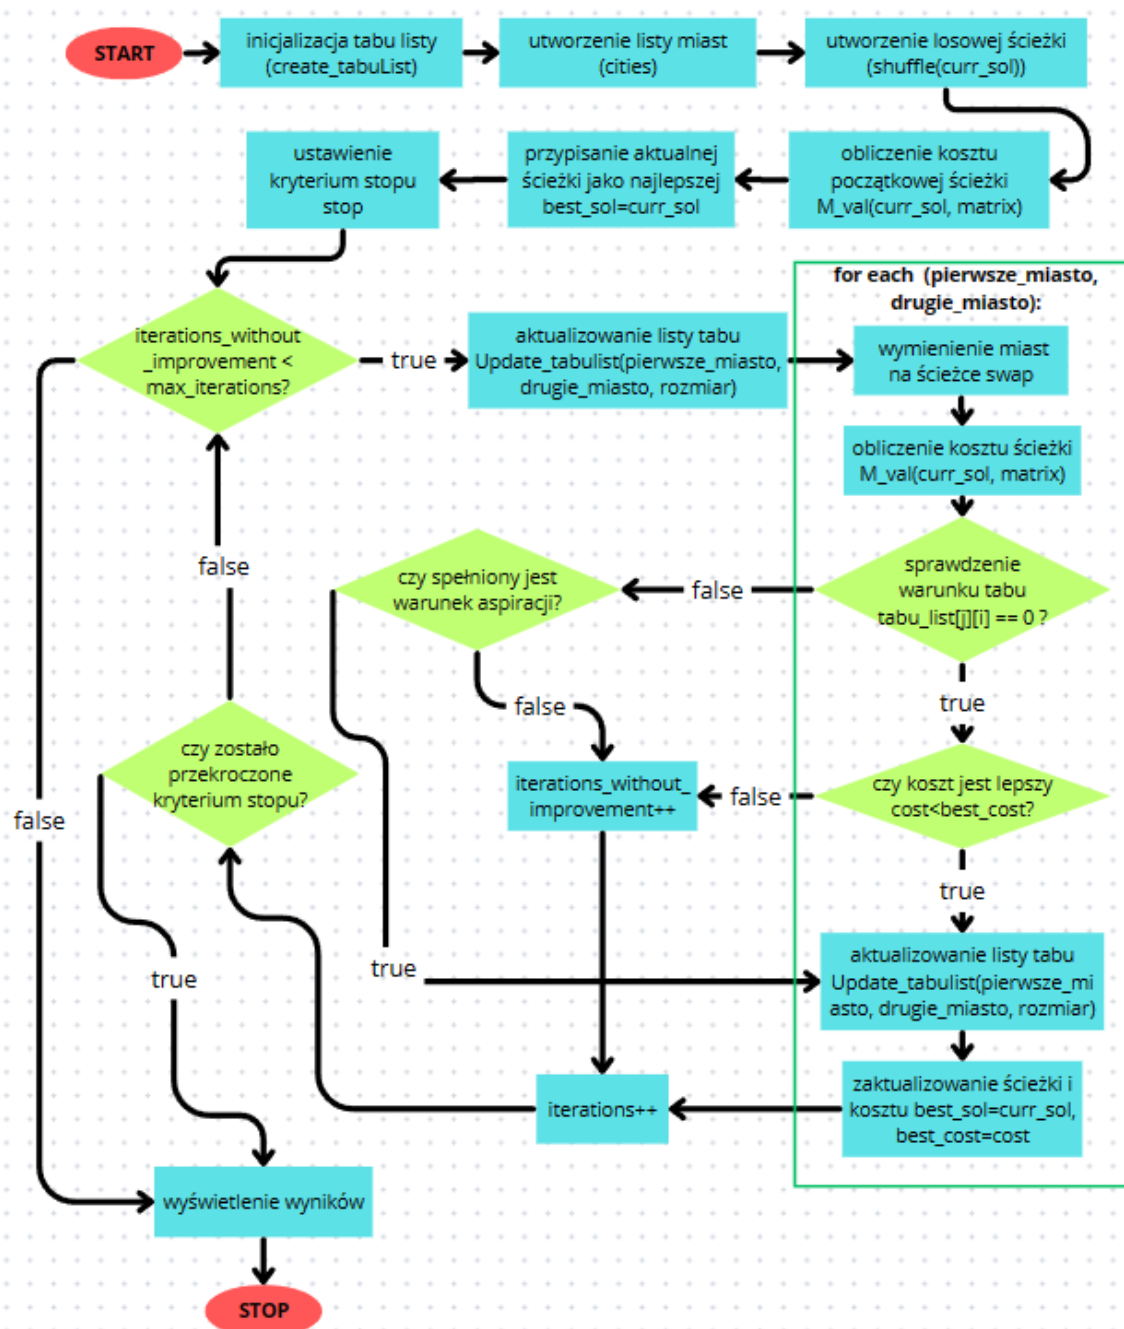 START
inicjalizacja tabu listy
(create_tabuList)
utworzenie listy miast
(cities)
utworzenie losowej ścieżki
(shuffle(curr_sol))
ustawienie
kryterium stopu
stop
przypisanie aktualnej
ścieżki jako najlepszej
best_sol=curr_sol
obliczenie kosztu
początkowej ścieżki
M_val(curr_sol, matrix)
for each (pierwsze_miasto,
drugie_miasto):
iterations_without
_improvement <
max_iterations?
true
aktualizowanie listy tabu
Update_tabulist(pierwsze_miasto,
drugie_miasto, rozmiar)
wymienienie miast
na ścieżce swap
obliczenie kosztu ścieżki
M_val(curr_sol, matrix)
false
czy spełniony jest
warunek aspiracji?
false
sprawdzenie
warunku tabu
tabu_list[j][i] == 0 ?
false
true
czy zostało
przekroczone
kryterium stopu?
iterations_without_
improvement++
false
czy koszt jest lepszy
cost<best_cost?
false
true
true
true
aktualizowanie listy tabu
Update_tabulist(pierwsze_mi
asto, drugie_miasto, rozmiar)
iterations++
zaktualizowanie ścieżki i
kosztu best_sol=curr_sol,
best_cost=cost
wyświetlenie wyników
STOP